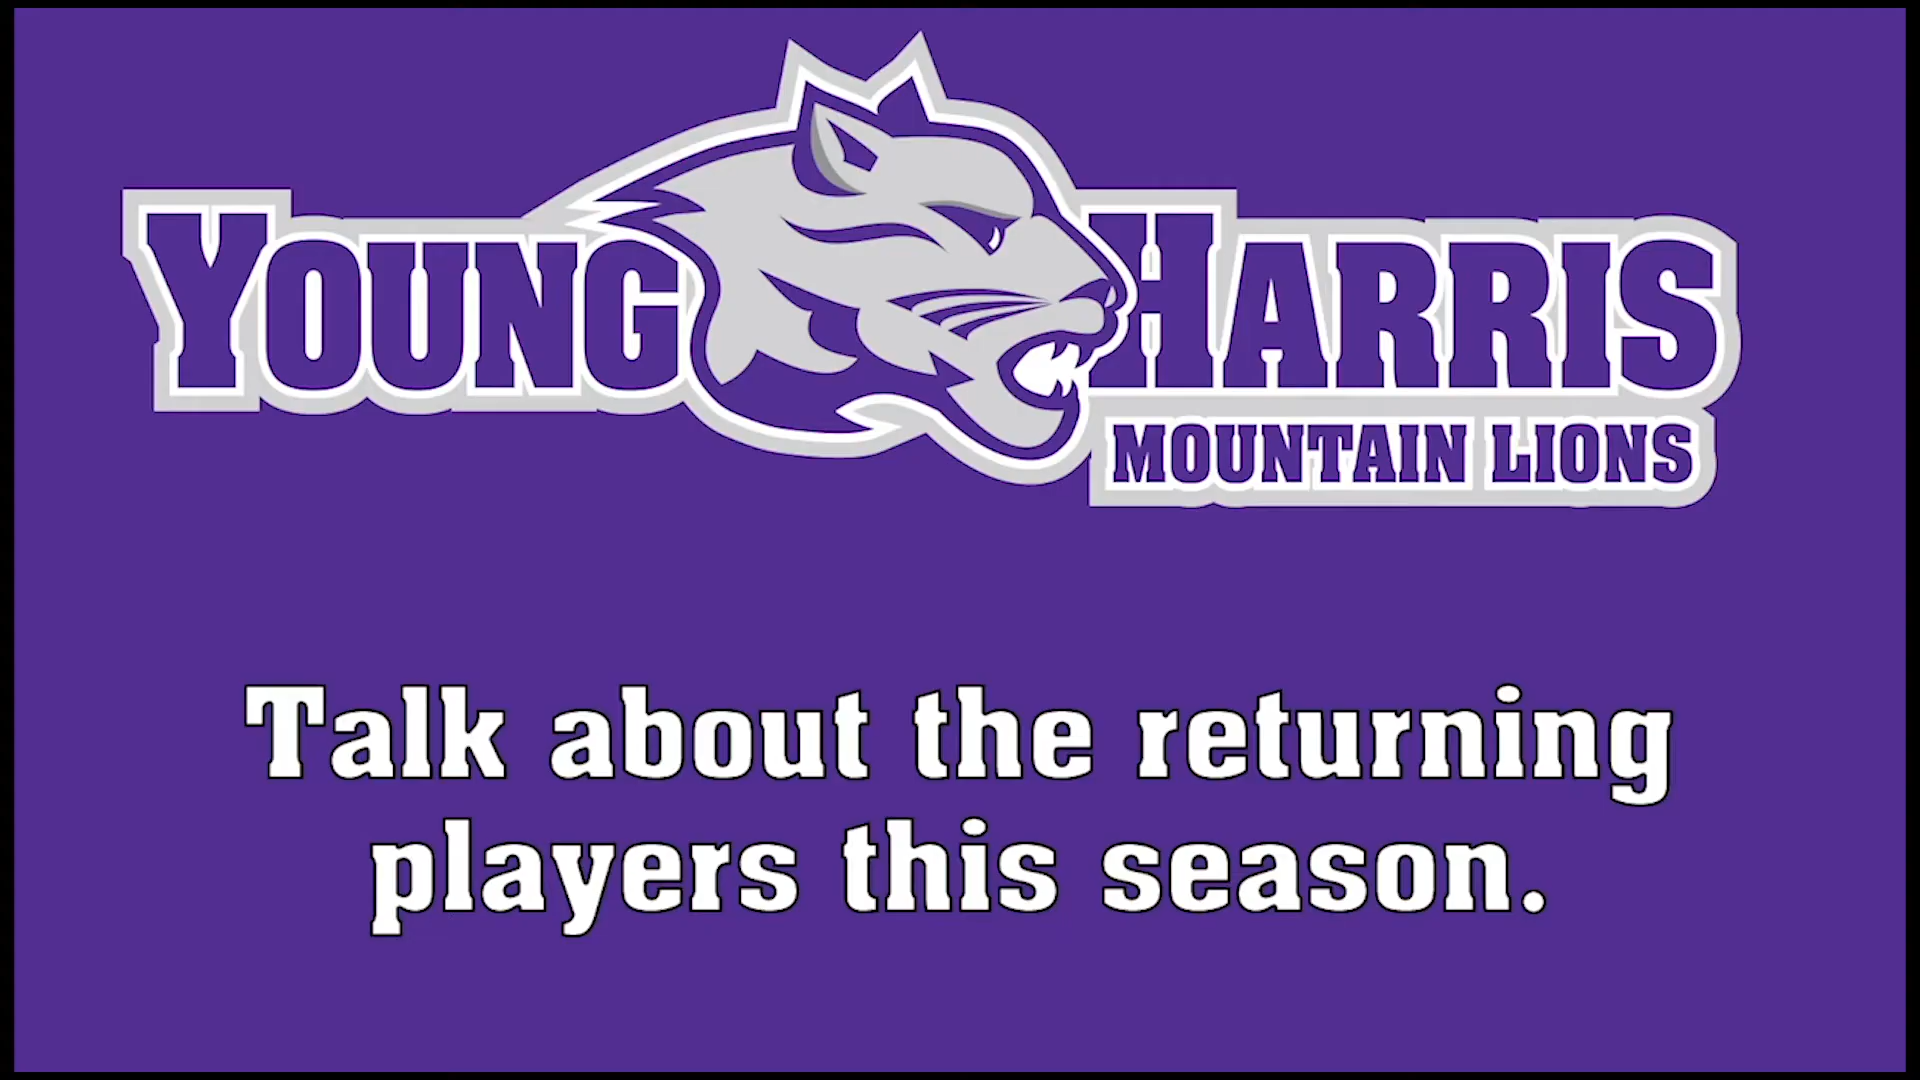 YOUNG HARRIS
MOUNTAIN LIONS
Talk about the returning
players this season.